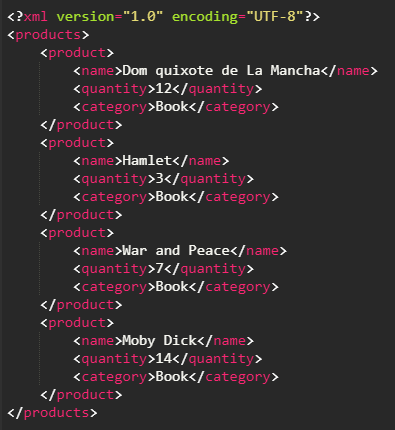 <?xml version="1.0" encoding="UTF-8"?>
<products>
    <product>
        <name>Dom quixote de La Mancha</name>
        <quantity>12</quantity>
        <category>Book</category>
    </product>
    <product>
        <name>Hamlet</name>
        <quantity>3</quantity>
        <category>Book</category>
    </product>
    <product>
        <name>War and Peace</name>
        <quantity>7</quantity>
        <category>Book</category>
    </product>
    <product>
        <name>Moby Dick</name>
        <quantity>14</quantity>
        <category>Book</category>
    </product>
</products>